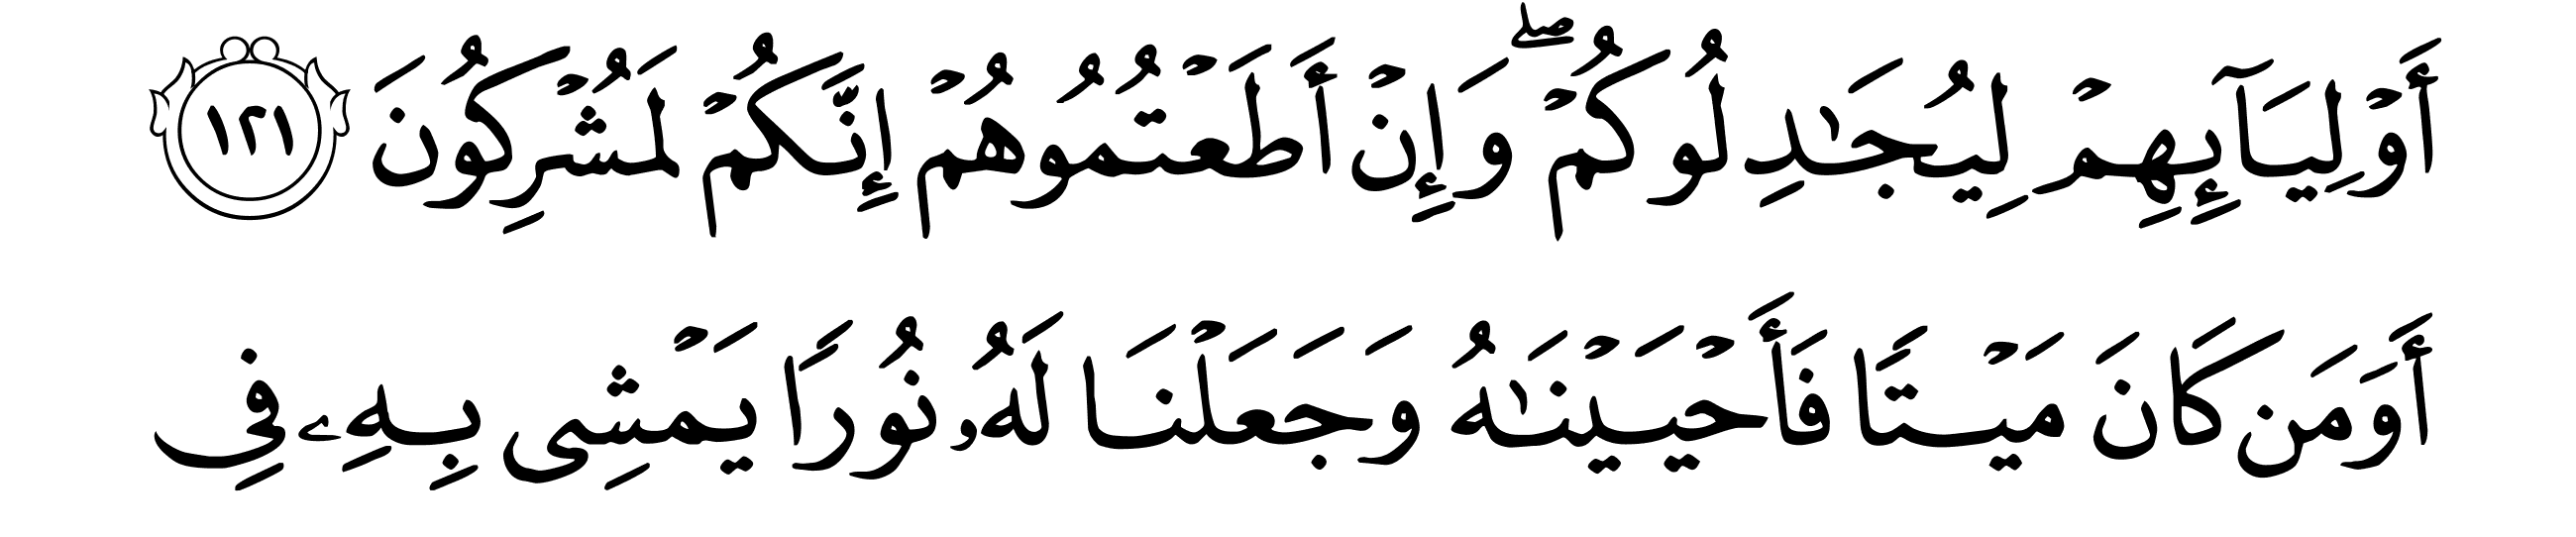 أَوْلِيَآئِهِمْ لِيُجَٰدِلُوكُمْ ۖ وَإِنْ أَطَعْتُمُوهُمْ إِنَّكُمْ لَمُشْرِكُونَ ١٢١
أَوَمَن كَانَ مَيْتًا فَأَحْيَيْنَٰهُ وَجَعَلْنَا لَهُۥ نُورًا يَمْشِى بِهِۦ فِى